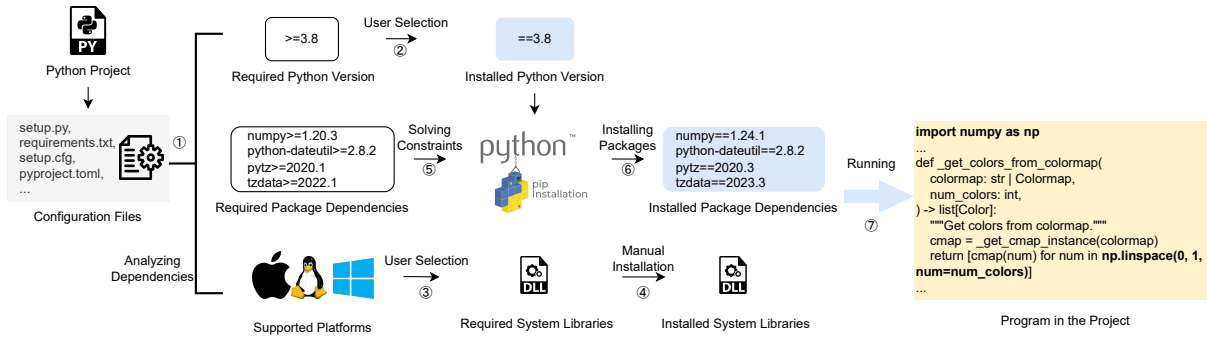 PY
Python Project
setup.py,
requirements.txt,
setup.cfg,
pyproject.toml,
...
Configuration Files
①
Analyzing
Dependencies
>=3.8
Required Python Version
User Selection
②
==3.8
Installed Python Version
numpy>=1.20.3
python-dateutil>=2.8.2
pytz>=2020.1
tzdata>=2022.1
Required Package Dependencies
Solving
Constraints
⑤
python™
pip
Installation
Installing
Packages
⑥
numpy==1.24.1
python-dateutil==2.8.2
pytz==2020.3
tzdata==2023.3
Installed Package Dependencies
Supported Platforms
User Selection
③
DLL
Required System Libraries
Manual
Installation
④
DLL
Installed System Libraries
Running
⑦
import numpy as np
...
def _get_colors_from_colormap(
colormap: str | Colormap,
num_colors: int,
) -> list[Color]:
"""Get colors from colormap."""
cmap = _get_cmap_instance(colormap)
return [cmap(num) for num in np.linspace(0, 1,
num=num_colors)]
...
Program in the Project